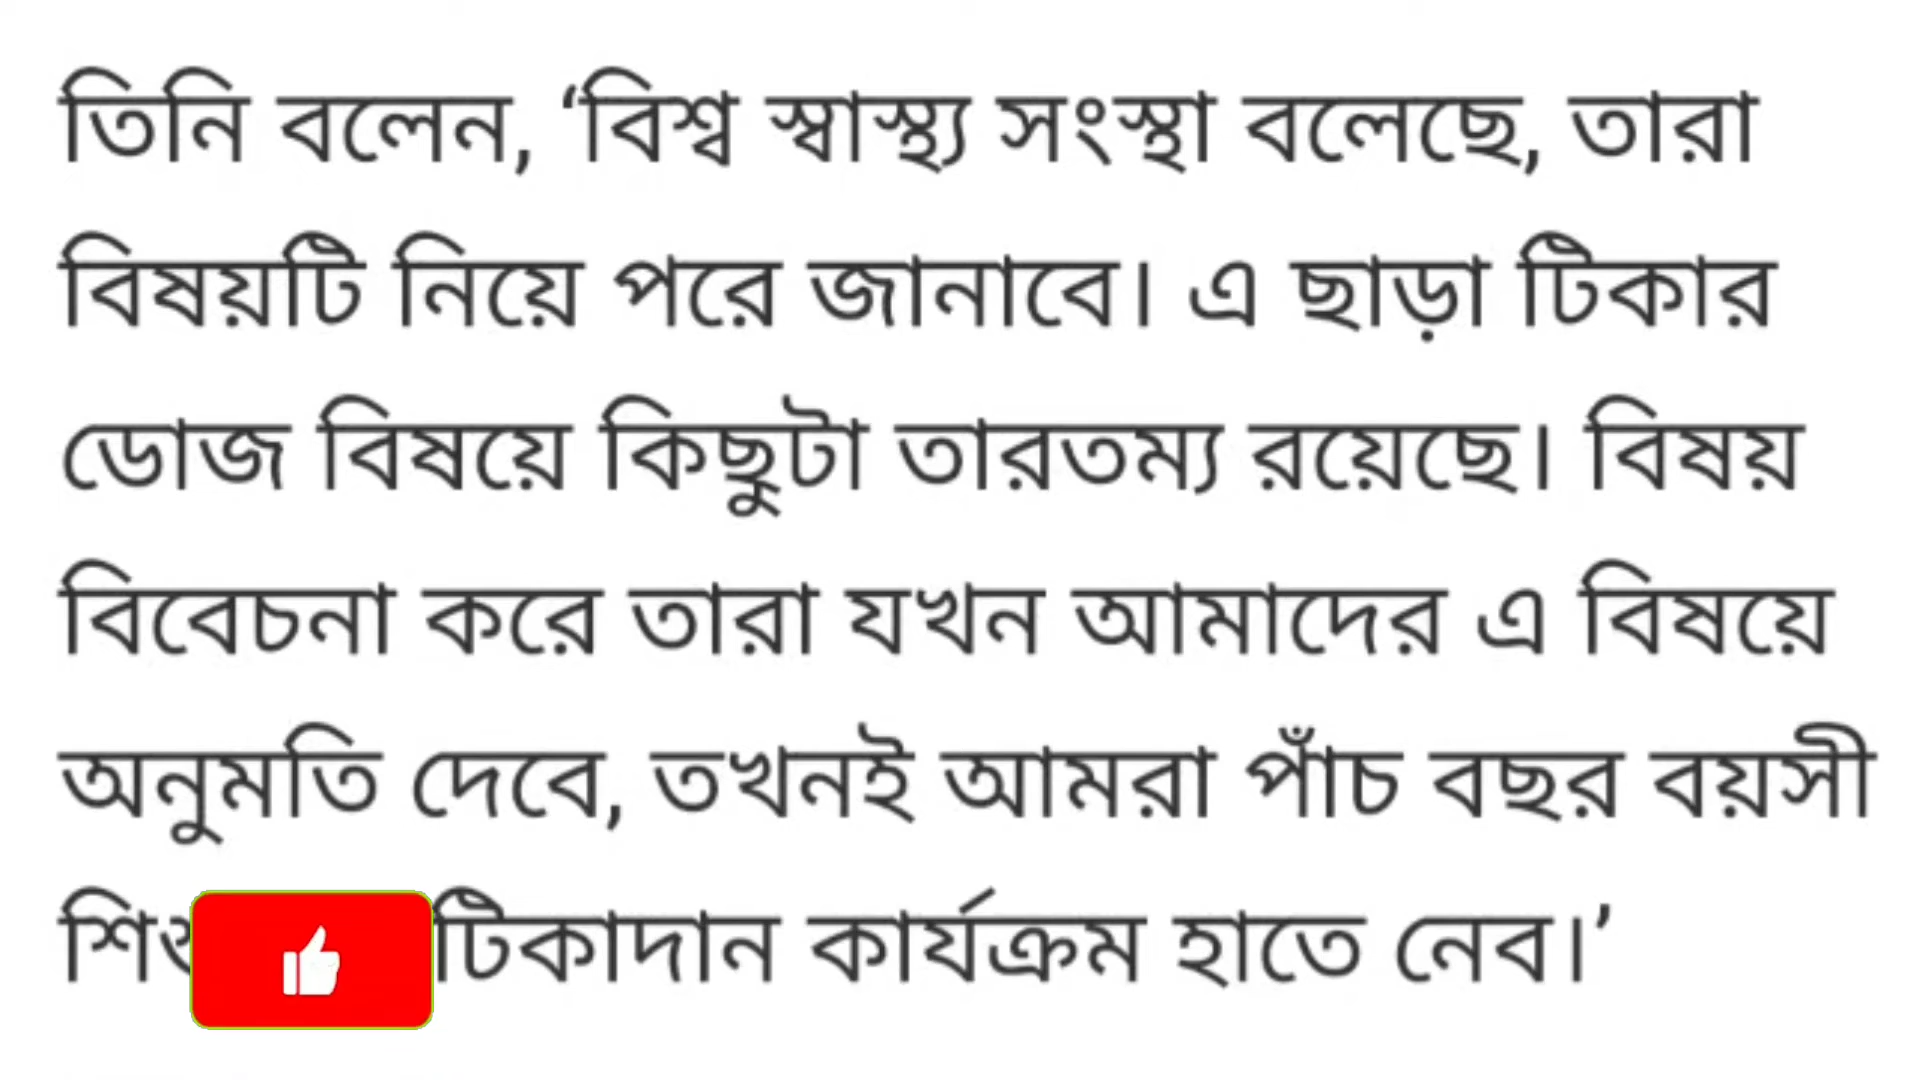 তিনি বলেন, ‘বিশ্ব স্বাস্থ্য সংস্থা বলেছে, তারা
বিষয়টি নিয়ে পরে জানাবে। এ ছাড়া টিকার
ডোজ বিষয়ে কিছুটা তারতম্য রয়েছে। বিষয়
বিবেচনা করে তারা যখন আমাদের এ বিষয়ে
অনুমতি দেবে, তখনই আমরা পাঁচ বছর বয়সী
টিকাদান কার্যক্রম হাতে নেব।’